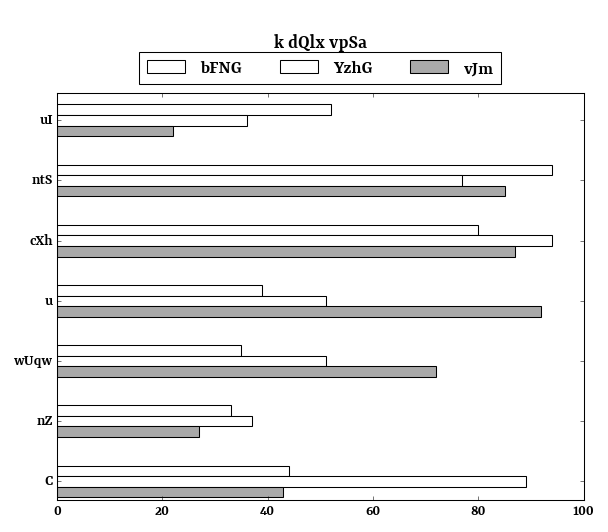 k dQlx vpSa
bFNG YzhG vJm
uI
ntS
cXh
u
wUqw
nZ
C
0 20 40 60 80 100